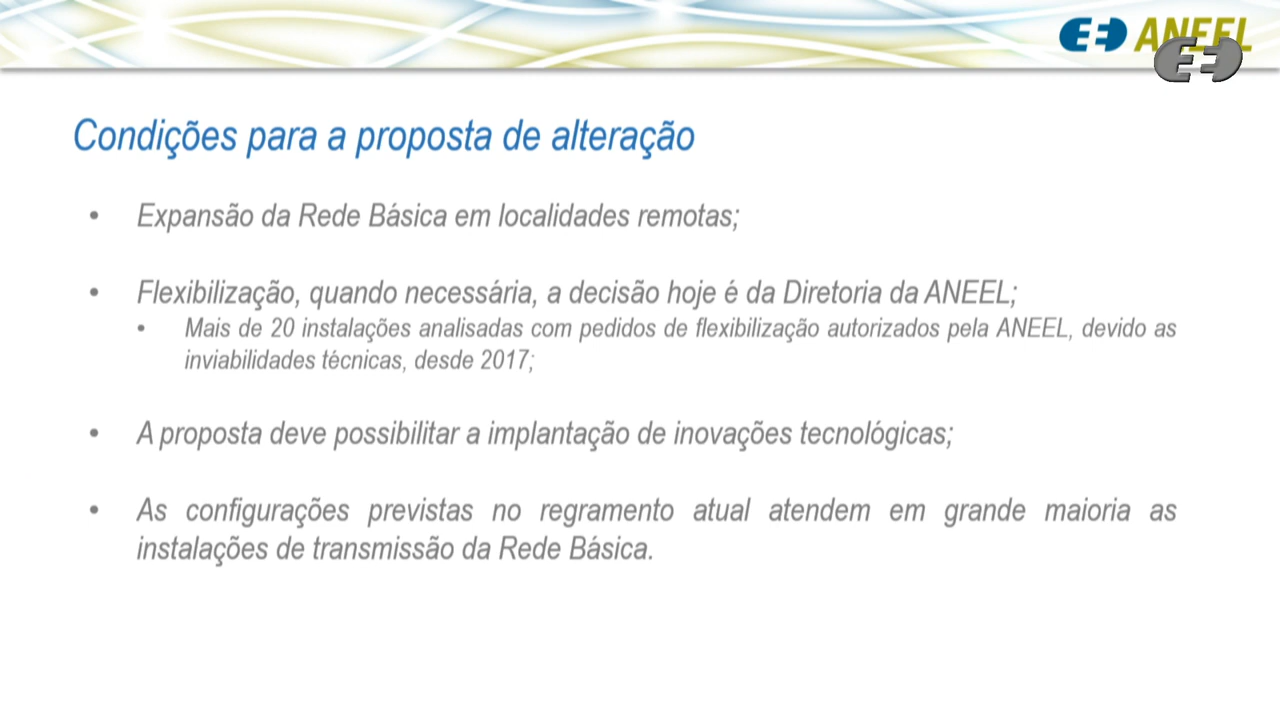 ANEEL
Condições para a proposta de alteração
• Expansão da Rede Básica em localidades remotas;
• Flexibilização, quando necessária, a decisão hoje é da Diretoria da ANEEL;
• Mais de 20 instalações analisadas com pedidos de flexibilização autorizados pela ANEEL, devido as
inviabilidades técnicas, desde 2017;
• A proposta deve possibilitar a implantação de inovações tecnológicas;
• As configurações previstas no regramento atual atendem em grande maioria as
instalações de transmissão da Rede Básica.